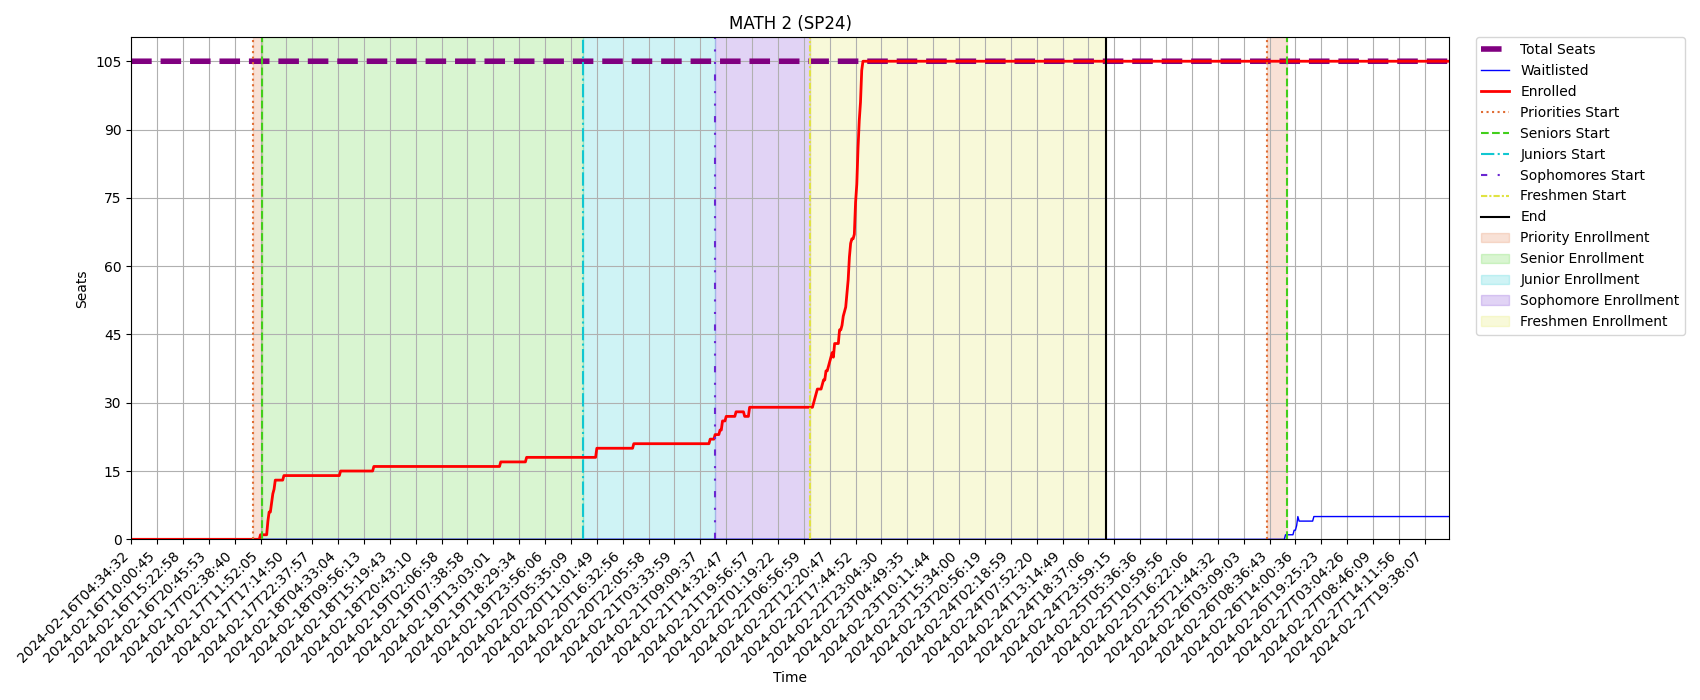 MATH 2 (SP24)
105
90
75
60
45
30
15
0
Seats
2024-02-16T04:34:32
2024-02-16T10:00:45
2024-02-16T15:22:58
2024-02-16T20:45:53
2024-02-17T02:38:40
2024-02-17T11:52:05
2024-02-17T17:14:50
2024-02-17T22:37:57
2024-02-18T04:33:04
2024-02-18T09:56:13
2024-02-18T15:19:43
2024-02-18T20:43:10
2024-02-19T02:06:58
2024-02-19T07:38:58
2024-02-19T13:03:01
2024-02-19T18:29:34
2024-02-19T23:56:06
2024-02-20T05:35:09
2024-02-20T11:01:49
2024-02-20T16:32:56
2024-02-20T22:05:58
2024-02-21T03:33:59
2024-02-21T09:09:37
2024-02-21T14:32:47
2024-02-21T19:56:57
2024-02-22T01:19:22
2024-02-22T06:56:59
2024-02-22T12:20:47
2024-02-22T17:44:52
2024-02-22T23:04:30
2024-02-23T04:49:35
2024-02-23T10:11:44
2024-02-23T15:34:00
2024-02-23T20:56:19
2024-02-24T02:18:59
2024-02-24T07:52:20
2024-02-24T13:14:49
2024-02-24T18:37:06
2024-02-24T23:59:15
2024-02-25T05:36:36
2024-02-25T10:59:56
2024-02-25T16:22:06
2024-02-25T21:44:32
2024-02-26T03:09:03
2024-02-26T08:36:43
2024-02-26T14:00:36
2024-02-26T19:25:23
2024-02-27T03:04:26
2024-02-27T08:46:09
2024-02-27T14:11:56
2024-02-27T19:38:07
Time
Total Seats
Waitlisted
Enrolled
Priorities Start
Seniors Start
Juniors Start
Sophomores Start
Freshmen Start
End
Priority Enrollment
Senior Enrollment
Junior Enrollment
Sophomore Enrollment
Freshmen Enrollment